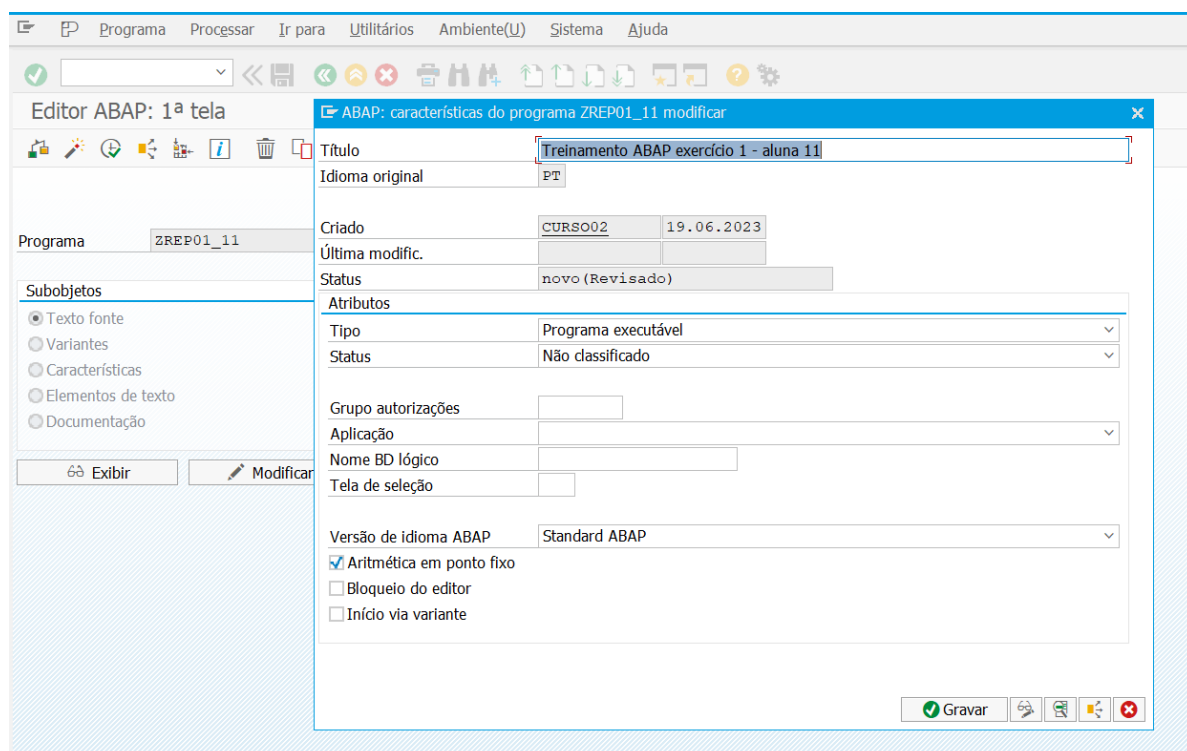 Programa Processar Ir para Utilitários Ambiente(U) Sistema Ajuda
Editor ABAP: 1ª tela
ABAP: características do programa ZREP01_11 modificar
Título Treinamento ABAP exercício 1 - aluna 11
Idioma original PT
Programa ZREP01_11
Criado CURSO02 19.06.2023
Última modific.
Status novo(Revisado)
Subobjetos
Texto fonte
Variantes
Características
Elementos de texto
Documentação
Exibir Modificar
Atributos
Tipo Programa executável
Status Não classificado
Grupo autorizações
Aplicação
Nome BD lógico
Tela de seleção
Versão de idioma ABAP Standard ABAP
Aritmética em ponto fixo
Bloqueio do editor
Início via variante
Gravar